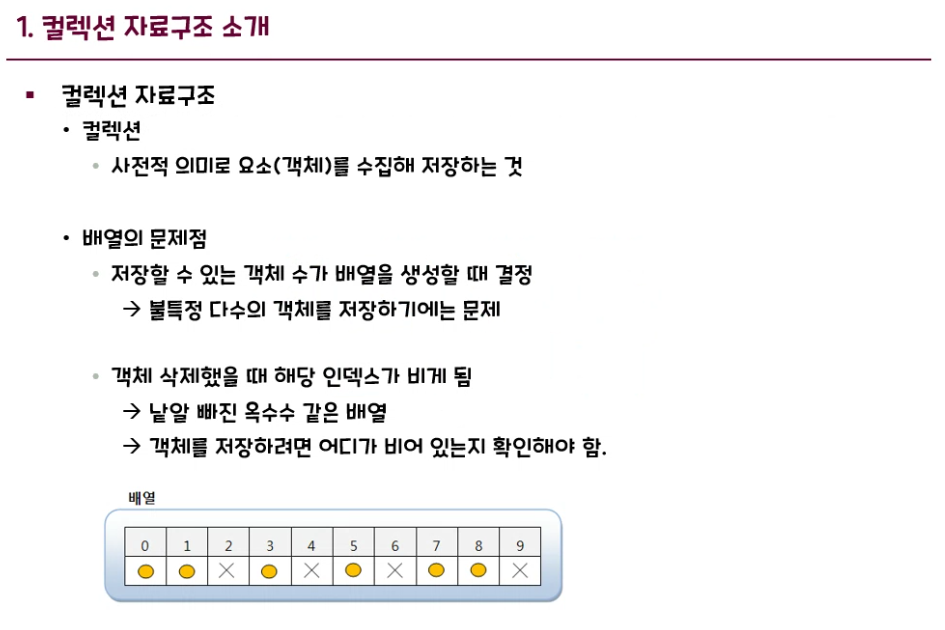 1. 컬렉션 자료구조 소개
▪ 컬렉션 자료구조
• 컬렉션
• 사전적 의미로 요소(객체)를 수집해 저장하는 것
• 배열의 문제점
• 저장할 수 있는 객체 수가 배열을 생성할 때 결정
→ 불특정 다수의 객체를 저장하기에는 문제
• 객체 삭제했을 때 해당 인덱스가 비게 됨
→ 낱알 빠진 옥수수 같은 배열
→ 객체를 저장하려면 어디가 비어 있는지 확인해야 함.
배열
0 1 2 3 4 5 6 7 8 9